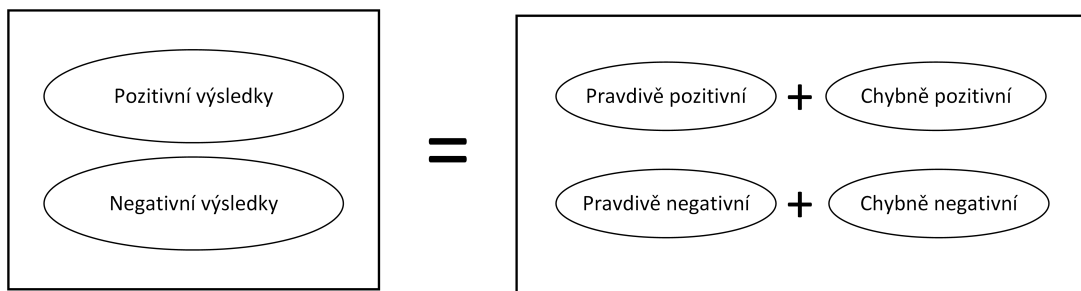 Pozitivní výsledky
Negativní výsledky
=
Pravdivě pozitivní + Chybně pozitivní
Pravdivě negativní + Chybně negativní